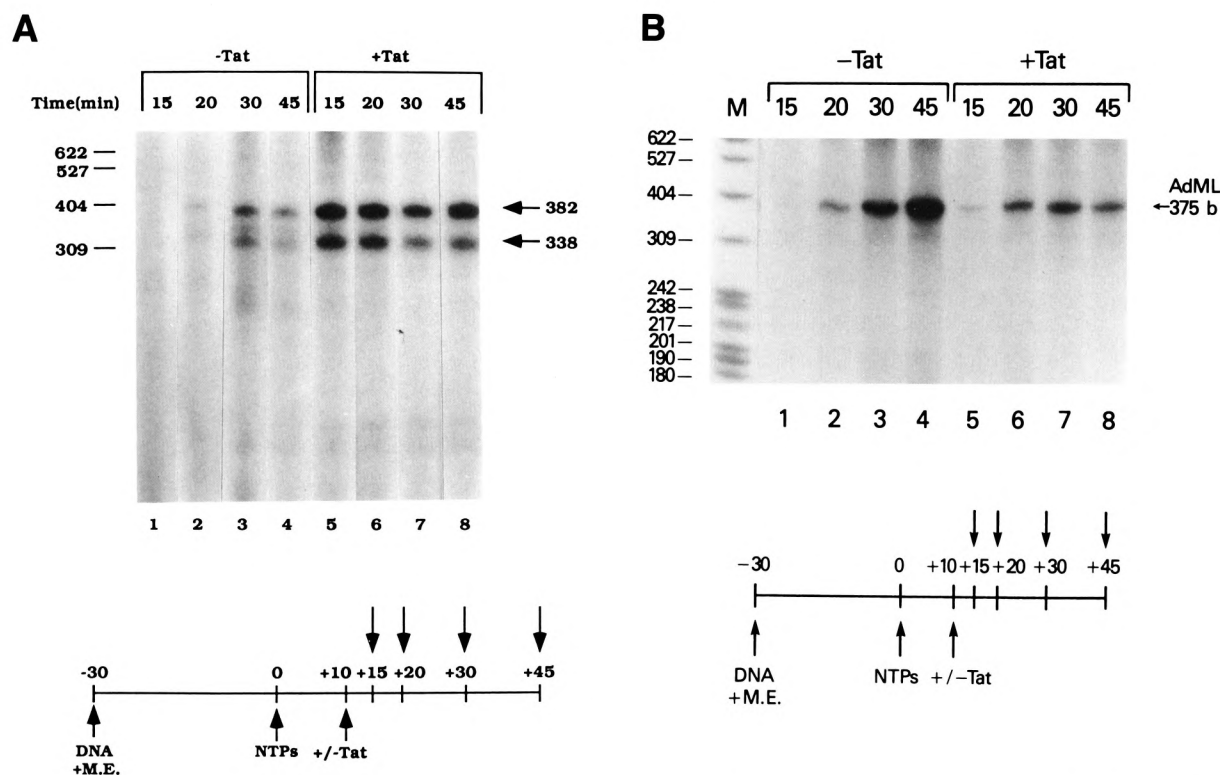 A
-Tat +Tat
Time(min) 15 20 30 45 15 20 30 45
622
527
404
309
382
338
1 2 3 4 5 6 7 8
-30 0 +10 +15 +20 +30 +45
DNA
+M.E.
NTPs +/-Tat
B
−Tat +Tat
M 15 20 30 45 15 20 30 45
622
527
404
309
242
238
217
201
190
180
AdML
375 b
1 2 3 4 5 6 7 8
−30 0 +10 +15 +20 +30 +45
DNA
+M.E.
NTPs +/−Tat